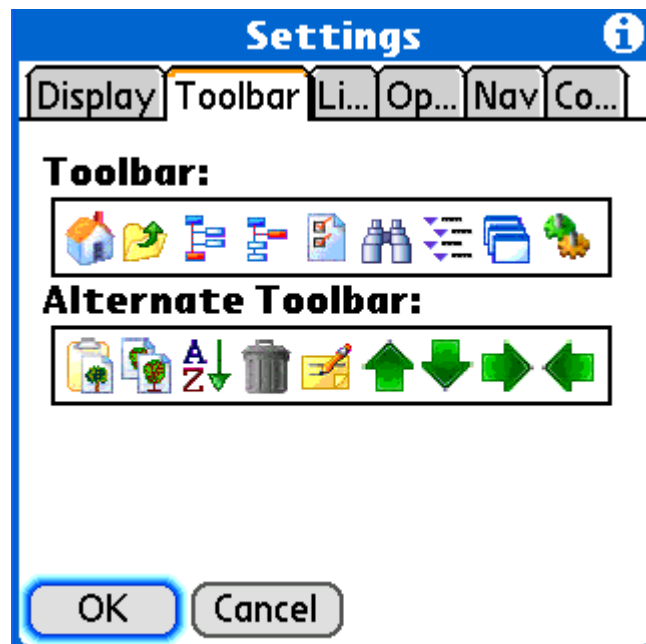 Settings
Display Toolbar Li... Op... Nav Co...
Toolbar:
Alternate Toolbar:
A
Z
OK Cancel